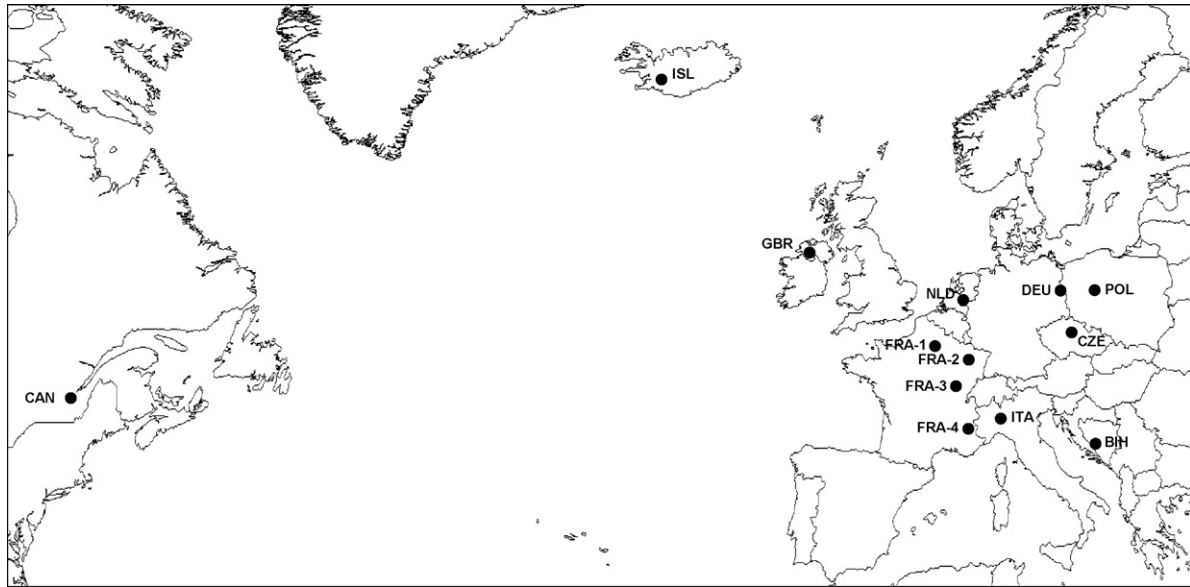 ISL
GBR
NLD
DEU
POL
CZE
FRA-1
FRA-2
FRA-3
CAN
ITA
FRA-4
BIH